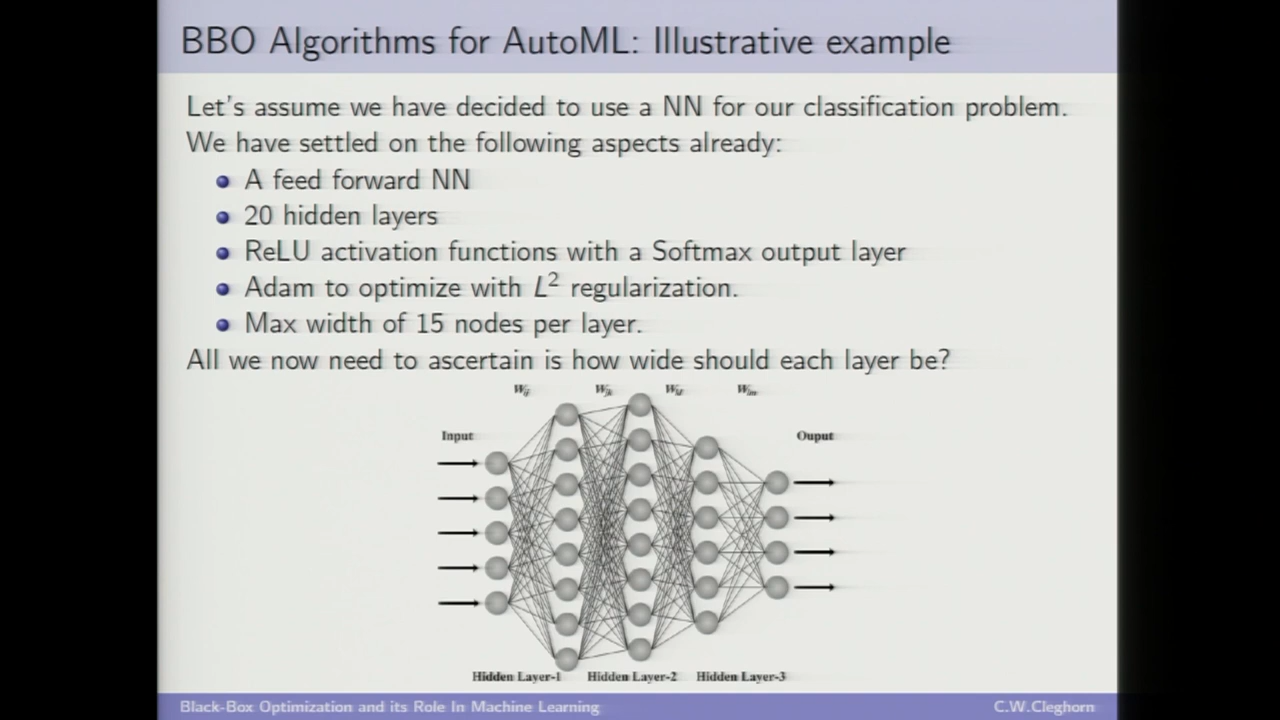 BBO Algorithms for AutoML: Illustrative example
Let's assume we have decided to use a NN for our classification problem.
We have settled on the following aspects already:
A feed forward NN
20 hidden layers
ReLU activation functions with a Softmax output layer
Adam to optimize with L² regularization.
Max width of 15 nodes per layer.
All we now need to ascertain is how wide should each layer be?
Input
Ouput
Hidden Layer-1 Hidden Layer-2 Hidden Layer-3
Black-Box Optimization and its Role In Machine Learning
C.W.Cleghorn